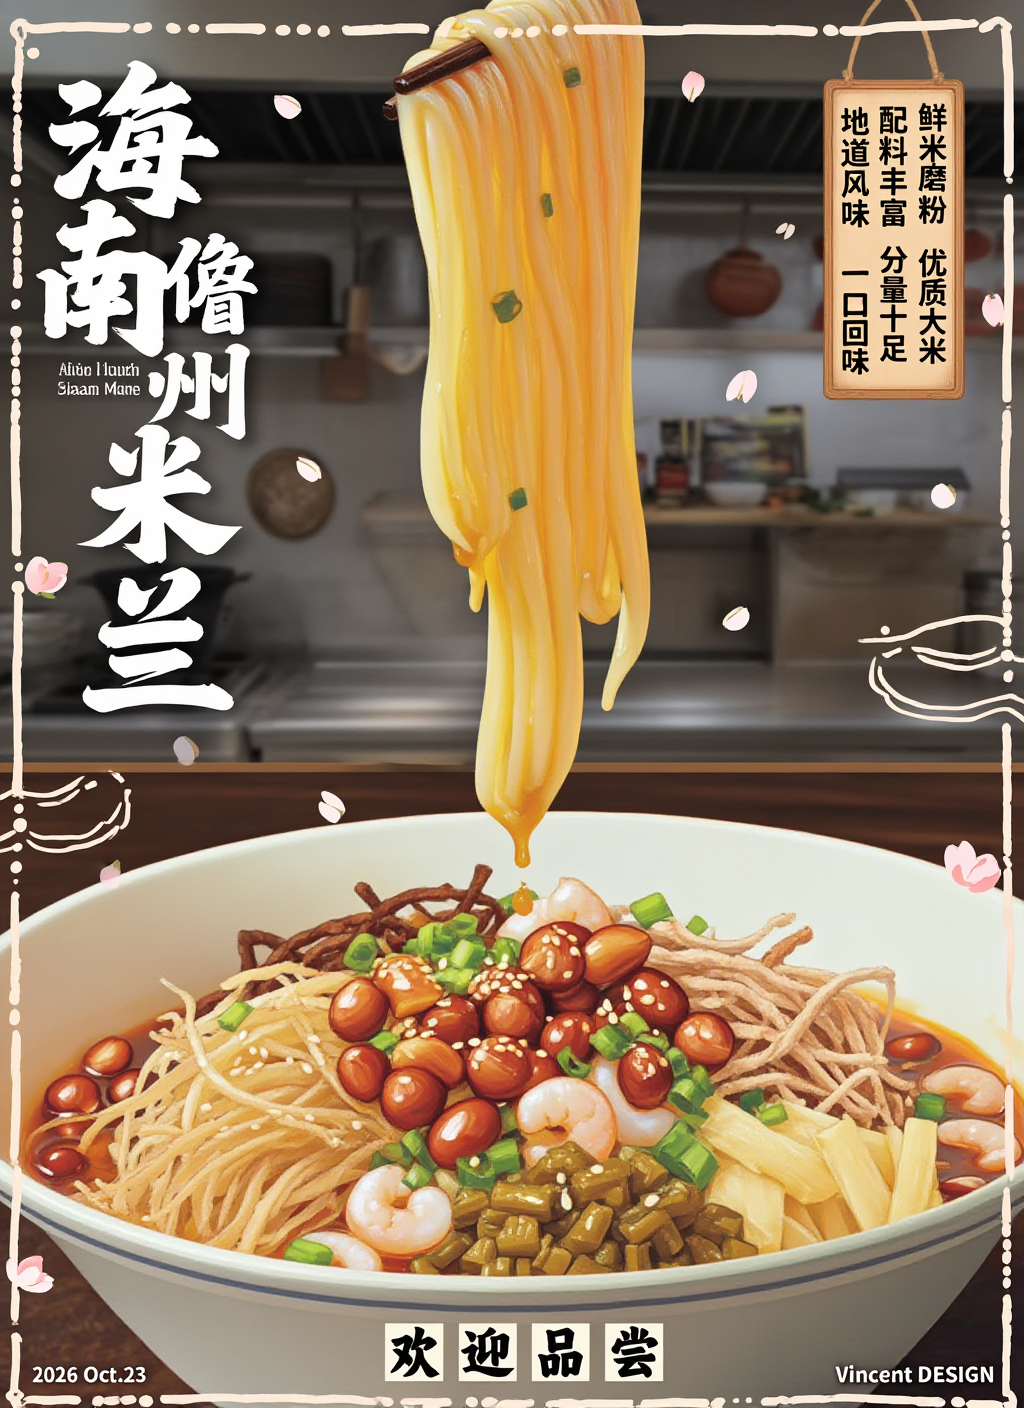 海南
儋州
米兰
鲜米磨粉 优质大米
配料丰富 分量十足
地道风味 一口回味
欢迎品尝
2026 Oct.23
Vincent DESIGN